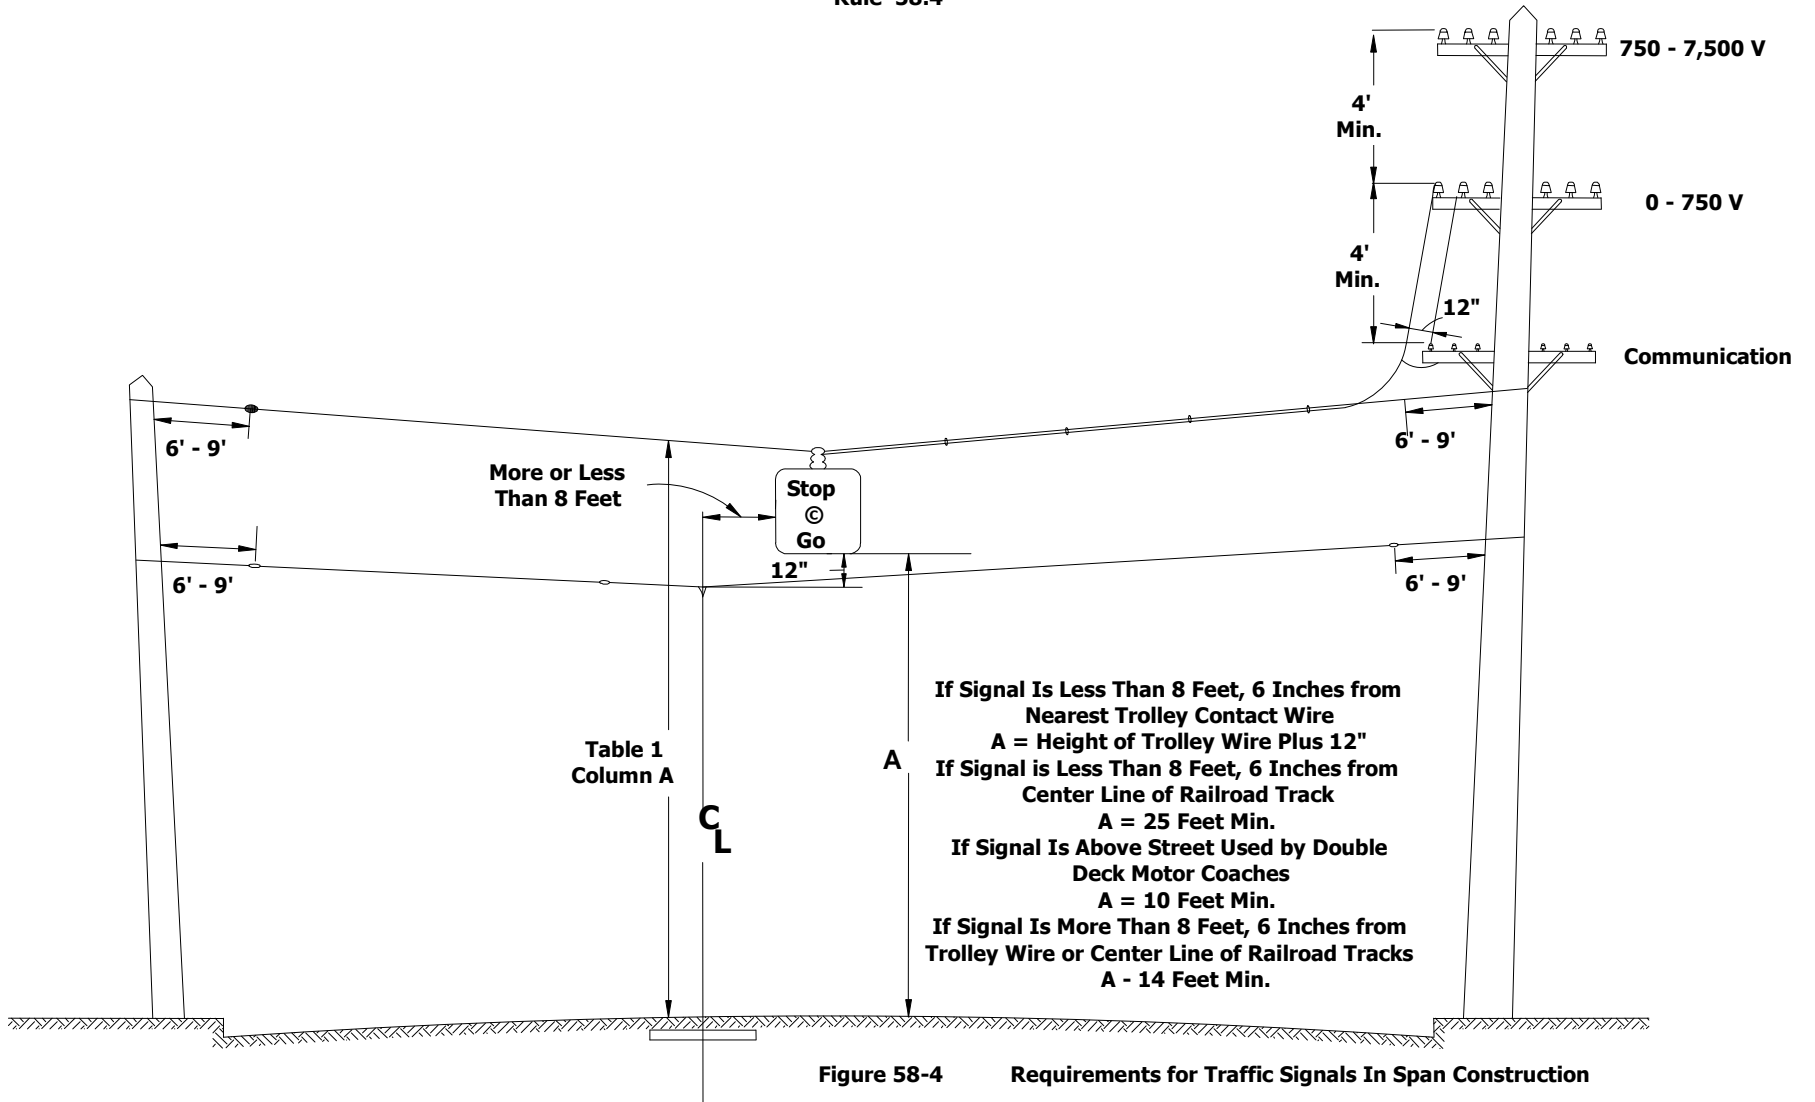 Rule 58.4
750 - 7,500 V
4'
Min.
0 - 750 V
4'
Min.
12"
Communication
6' - 9'
6' - 9'
More or Less
Than 8 Feet
Stop
©
Go
12"
6' - 9'
6' - 9'
If Signal Is Less Than 8 Feet, 6 Inches from
Nearest Trolley Contact Wire
A = Height of Trolley Wire Plus 12"
If Signal is Less Than 8 Feet, 6 Inches from
Center Line of Railroad Track
A = 25 Feet Min.
If Signal Is Above Street Used by Double
Deck Motor Coaches
A = 10 Feet Min.
If Signal Is More Than 8 Feet, 6 Inches from
Trolley Wire or Center Line of Railroad Tracks
A - 14 Feet Min.
Table 1
Column A
A
C
L
Figure 58-4 Requirements for Traffic Signals In Span Construction